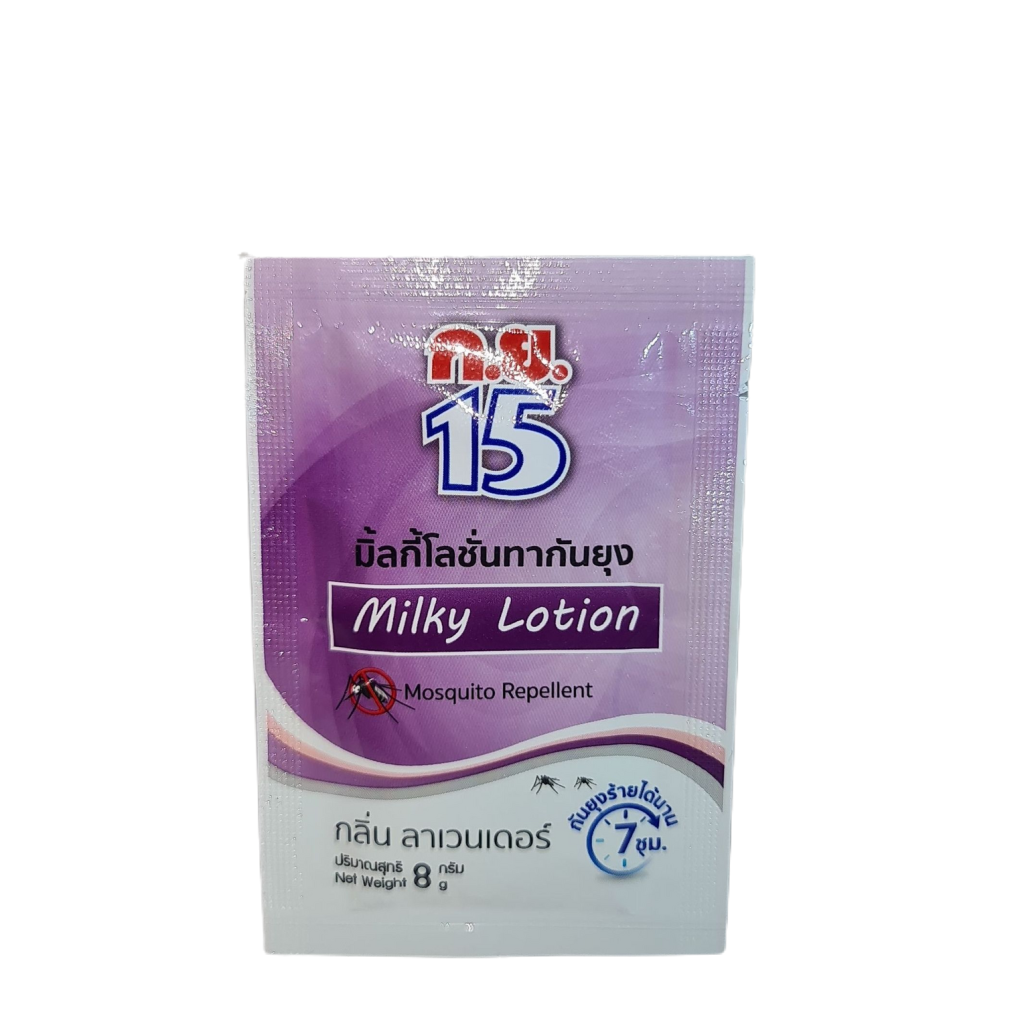 ก.ย.
15
มิ้ลกี้โลชั่นทากันยุง
Milky Lotion
Mosquito Repellent
กันยุงร้ายได้นาน
7 ชม.
กลิ่น ลาเวนเดอร์
ปริมาณสุทธิ 8 กรัม
Net Weight 8 g